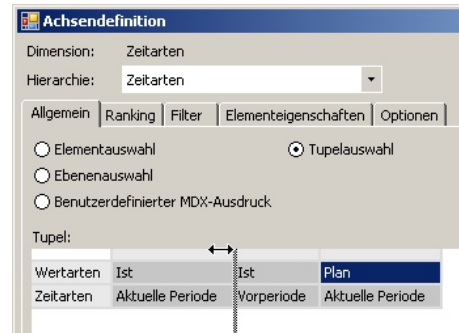 Achsendefinition
Dimension: Zeitarten
Hierarchie: Zeitarten
Allgemein Ranking Filter Elementeigenschaften Optionen
Elementauswahl Tupelauswahl
Ebenenauswahl
Benutzerdefinierter MDX-Ausdruck
Tupel:
Wertarten Ist Ist Plan
Zeitarten Aktuelle Periode Vorperiode Aktuelle Periode